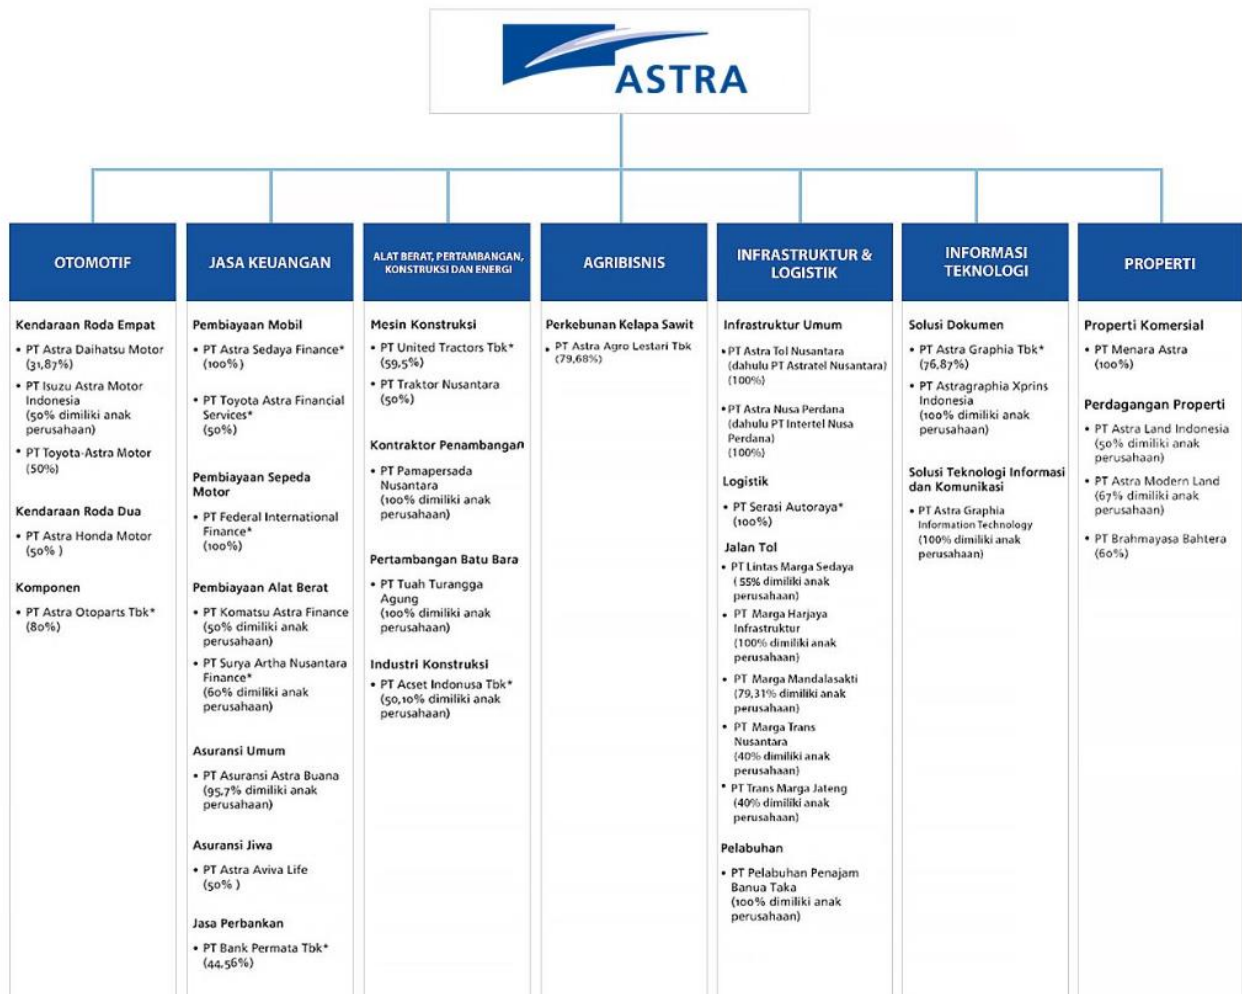 ASTRA
OTOMOTIF
Kendaraan Roda Empat
• PT Astra Daihatsu Motor
(31,87%)
• PT Isuzu Astra Motor
Indonesia
(50% dimiliki anak
perusahaan)
• PT Toyota-Astra Motor
(50%)
Kendaraan Roda Dua
• PT Astra Honda Motor
(50% )
Komponen
• PT Astra Otoparts Tbk*
(80%)
JASA KEUANGAN
Pembiayaan Mobil
• PT Astra Sedaya Finance*
(100%)
• PT Toyota Astra Financial
Services*
(50%)
Pembiayaan Sepeda
Motor
• PT Federal International
Finance*
(100%)
Pembiayaan Alat Berat
• PT Komatsu Astra Finance
(50% dimiliki anak
perusahaan)
• PT Surya Artha Nusantara
Finance*
(60% dimiliki anak
perusahaan)
Asuransi Umum
• PT Asuransi Astra Buana
(95,7% dimiliki anak
perusahaan)
Asuransi Jiwa
• PT Astra Aviva Life
(50% )
Jasa Perbankan
• PT Bank Permata Tbk*
(44,56%)
ALAT BERAT, PERTAMBANGAN,
KONSTRUKSI DAN ENERGI
Mesin Konstruksi
• PT United Tractors Tbk*
(59,5%)
• PT Traktor Nusantara
(50%)
Kontraktor Penambangan
• PT Pamapersada
Nusantara
(100% dimiliki anak
perusahaan)
Pertambangan Batu Bara
• PT Tuah Turangga
Agung
(100% dimiliki anak
perusahaan)
Industri Konstruksi
• PT Acset Indonusa Tbk*
(50,10% dimiliki anak
perusahaan)
AGRIBISNIS
Perkebunan Kelapa Sawit
• PT Astra Agro Lestari Tbk
(79,68%)
INFRASTRUKTUR &
LOGISTIK
Infrastruktur Umum
• PT Astra Tol Nusantara
(dahulu PT Astratel Nusantara)
(100%)
• PT Astra Nusa Perdana
(dahulu PT Intertel Nusa
Perdana)
(100%)
Logistik
• PT Serasi Autoraya*
(100%)
Jalan Tol
• PT Lintas Marga Sedaya
( 55% dimiliki anak
perusahaan)
• PT Marga Harjaya
Infrastruktur
(100% dimiliki anak
perusahaan)
• PT Marga Mandalasakti
(79,31% dimiliki anak
perusahaan)
• PT Marga Trans
Nusantara
(40% dimiliki anak
perusahaan)
• PT Trans Marga Jateng
(40% dimiliki anak
perusahaan)
Pelabuhan
• PT Pelabuhan Penajam
Banua Taka
(100% dimiliki anak
perusahaan)
INFORMASI
TEKNOLOGI
Solusi Dokumen
• PT Astra Graphia Tbk*
(76,87%)
• PT Astragraphia Xprins
Indonesia
(100% dimiliki anak
perusahaan)
Solusi Teknologi Informasi
dan Komunikasi
• PT Astra Graphia
Information Technology
(100% dimiliki anak
perusahaan)
PROPERTI
Properti Komersial
• PT Menara Astra
(100%)
Perdagangan Properti
• PT Astra Land Indonesia
(50% dimiliki anak
perusahaan)
• PT Astra Modern Land
(67% dimiliki anak
perusahaan)
• PT Brahmayasa Bahtera
(60%)